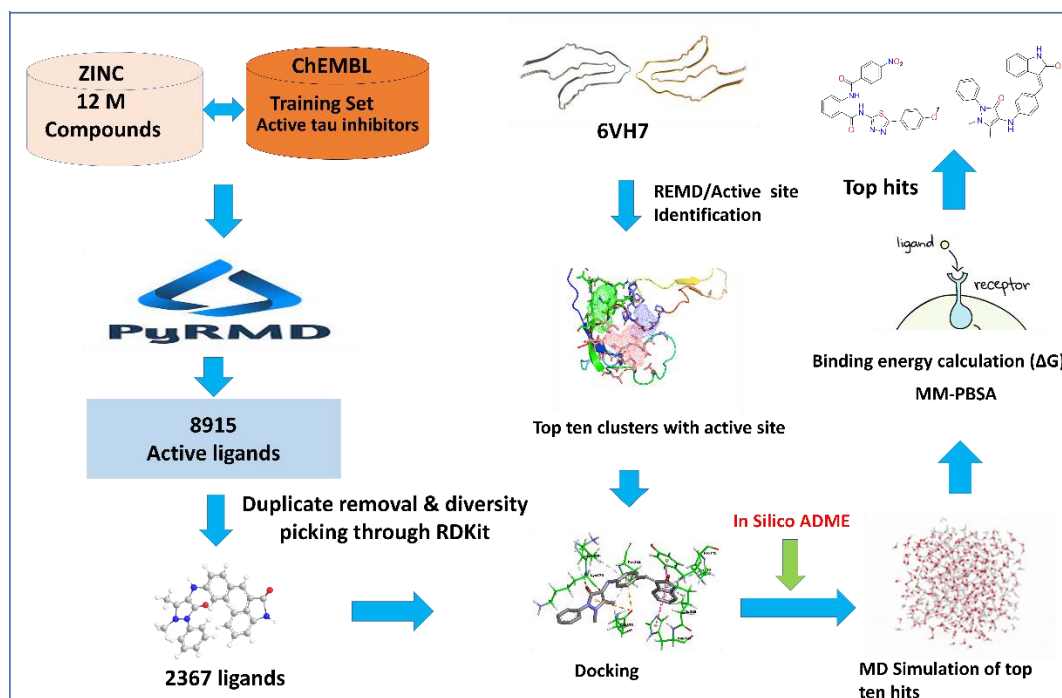 ZINC
12 M
Compounds
ChEMBL
Training Set
Active tau inhibitors
PyRMD
8915
Active ligands
Duplicate removal & diversity
picking through RDKit
2367 ligands
6VH7
REMD/Active site
Identification
Top ten clusters with active site
Docking
In Silico ADME
MD Simulation of top
ten hits
Binding energy calculation (ΔG)
MM-PBSA
ligand
receptor
Top hits